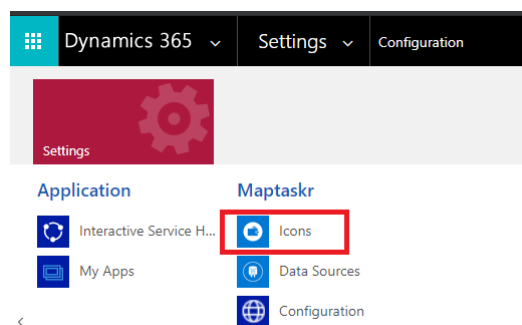 Dynamics 365 Settings Configuration
Settings
Application Maptaskr
Interactive Service H... Icons
My Apps Data Sources
Configuration